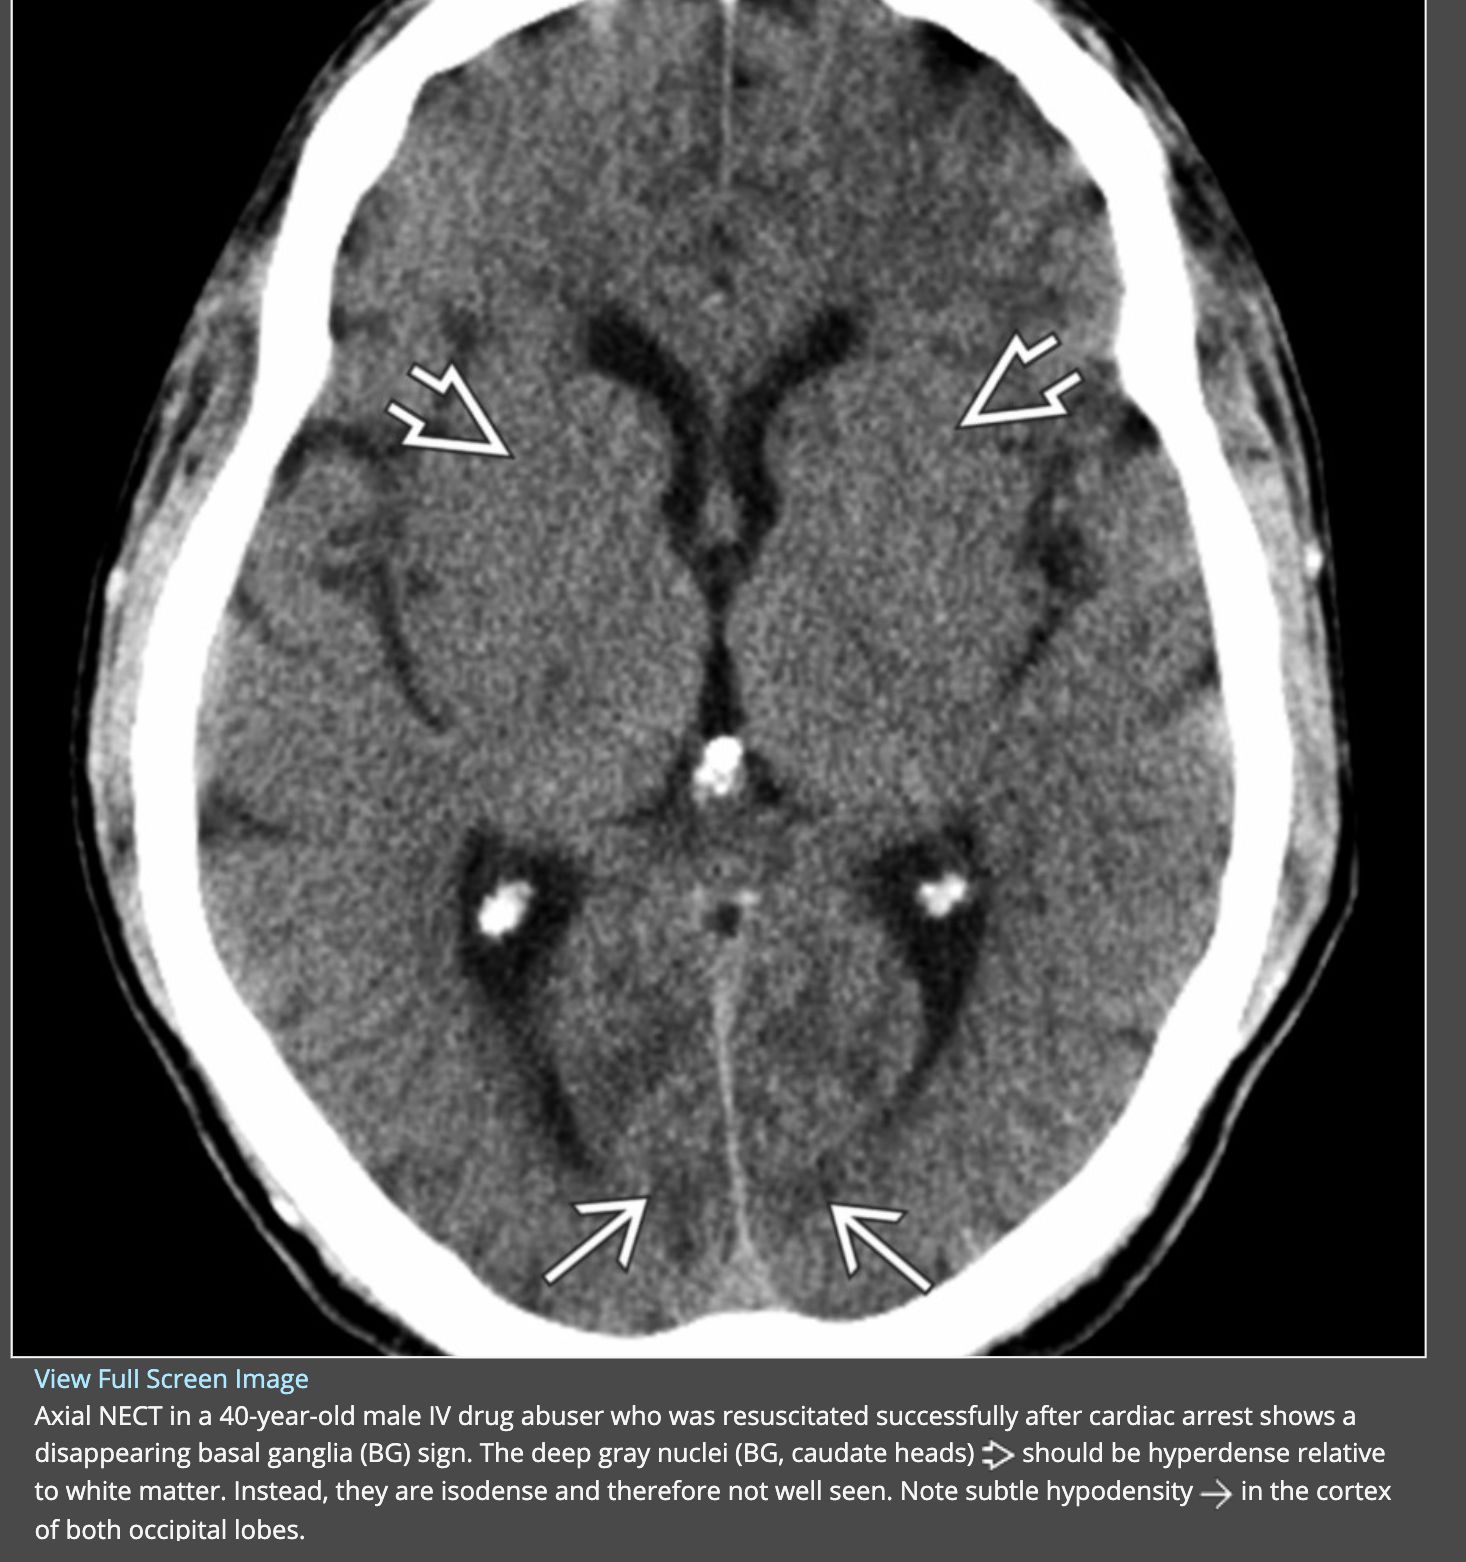 View Full Screen Image
Axial NECT in a 40-year-old male IV drug abuser who was resuscitated successfully after cardiac arrest shows a
disappearing basal ganglia (BG) sign. The deep gray nuclei (BG, caudate heads) should be hyperdense relative
to white matter. Instead, they are isodense and therefore not well seen. Note subtle hypodensity → in the cortex
of both occipital lobes.